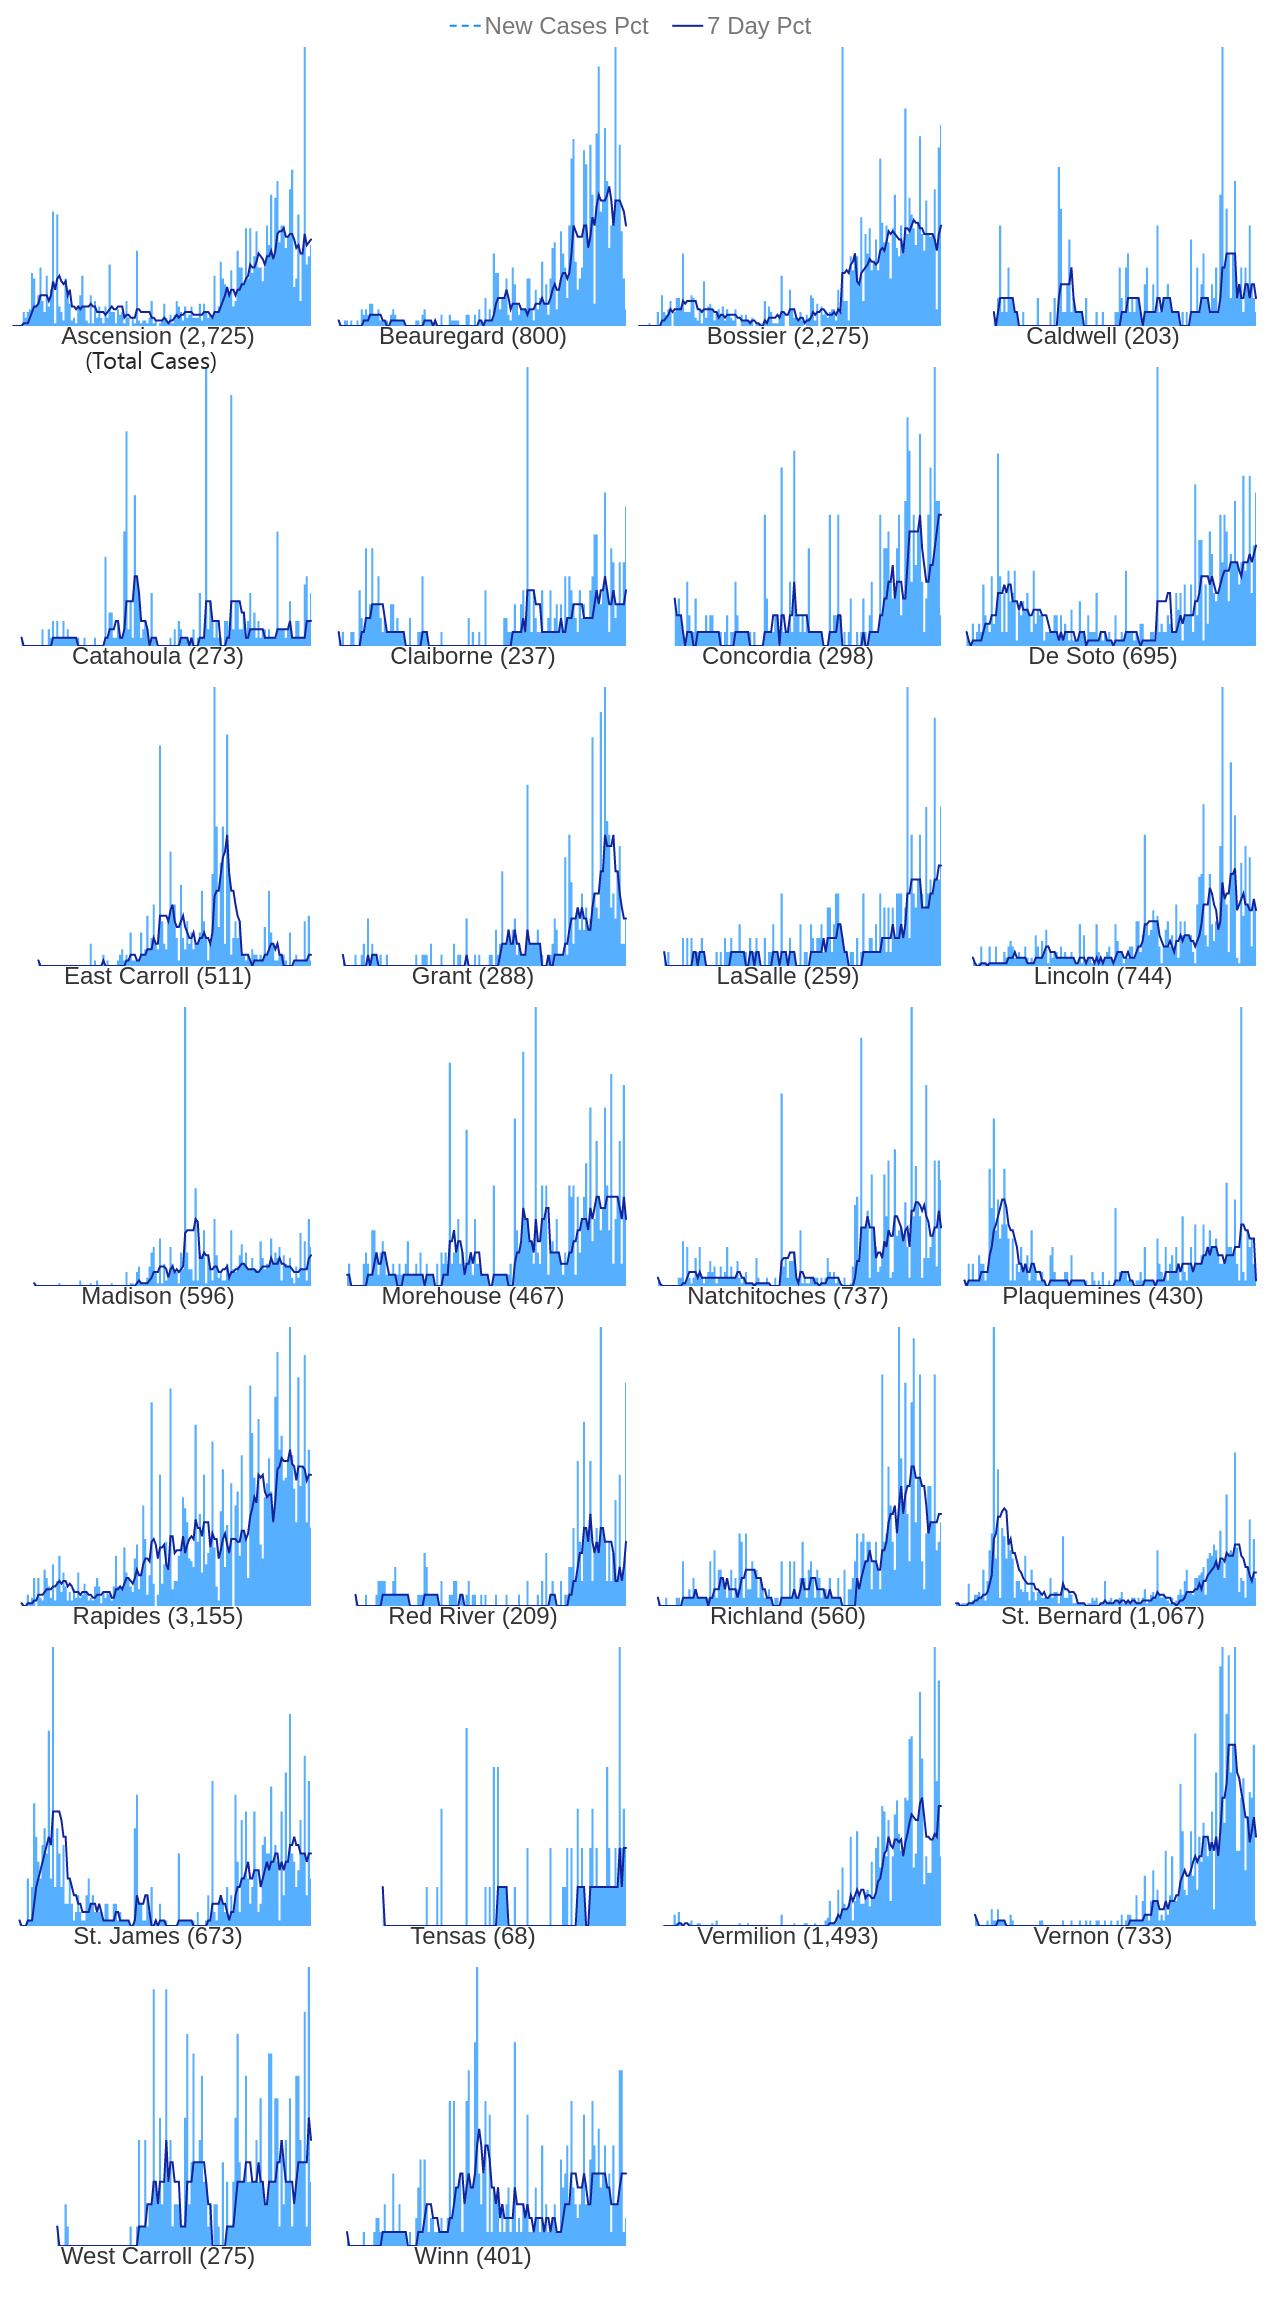 New Cases Pct 7 Day Pct
Ascension (2,725) Beauregard (800) Bossier (2,275) Caldwell (203)
(Total Cases)
Catahoula (273) Claiborne (237) Concordia (298) De Soto (695)
East Carroll (511) Grant (288) LaSalle (259) Lincoln (744)
Madison (596) Morehouse (467) Natchitoches (737) Plaquemines (430)
Rapides (3,155) Red River (209) Richland (560) St. Bernard (1,067)
St. James (673) Tensas (68) Vermilion (1,493) Vernon (733)
West Carroll (275) Winn (401)